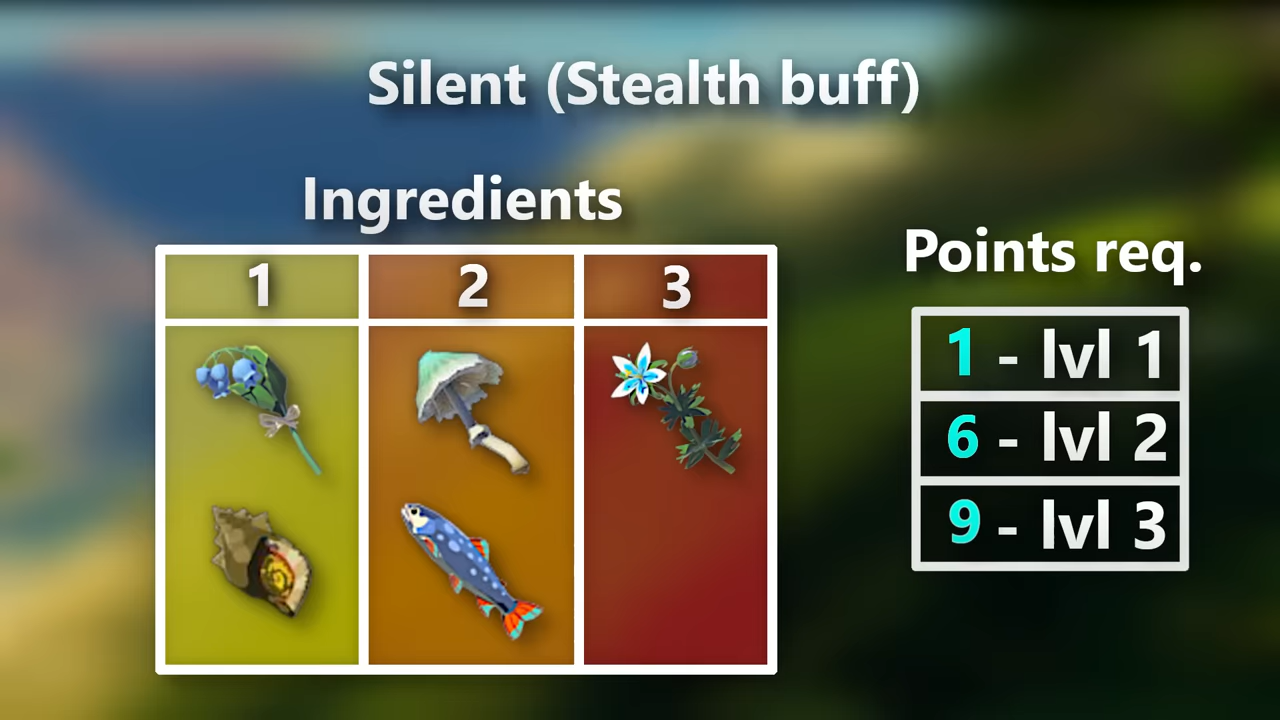 Silent (Stealth buff)
Ingredients
1 2 3
Points req.
1 - lvl 1
6 - lvl 2
9 - lvl 3